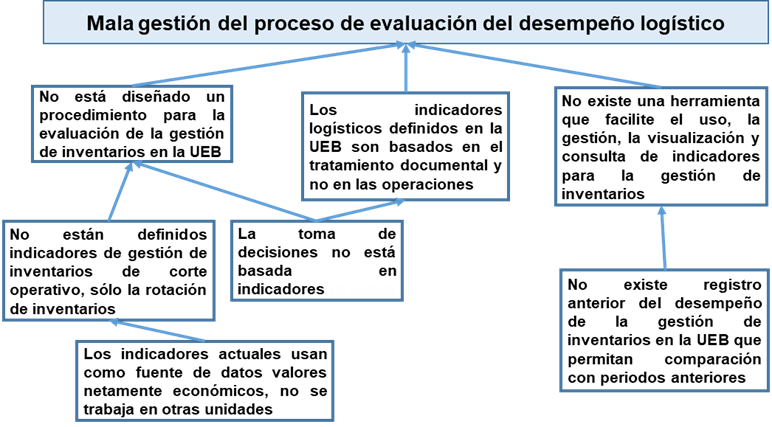 Mala gestión del proceso de evaluación del desempeño logístico
No está diseñado un
procedimiento para la
evaluación de la gestión
de inventarios en la UEB
Los indicadores
logísticos definidos en la
UEB son basados en el
tratamiento documental y
no en las operaciones
No existe una herramienta
que facilite el uso, la
gestión, la visualización y
consulta de indicadores
para la gestión de
inventarios
No están definidos
indicadores de gestión de
inventarios de corte
operativo, sólo la rotación
de inventarios
La toma de
decisiones no está
basada en
indicadores
No existe registro
anterior del desempeño
de la gestión de
inventarios en la UEB que
permitan comparación
con periodos anteriores
Los indicadores actuales usan
como fuente de datos valores
netamente económicos, no se
trabaja en otras unidades